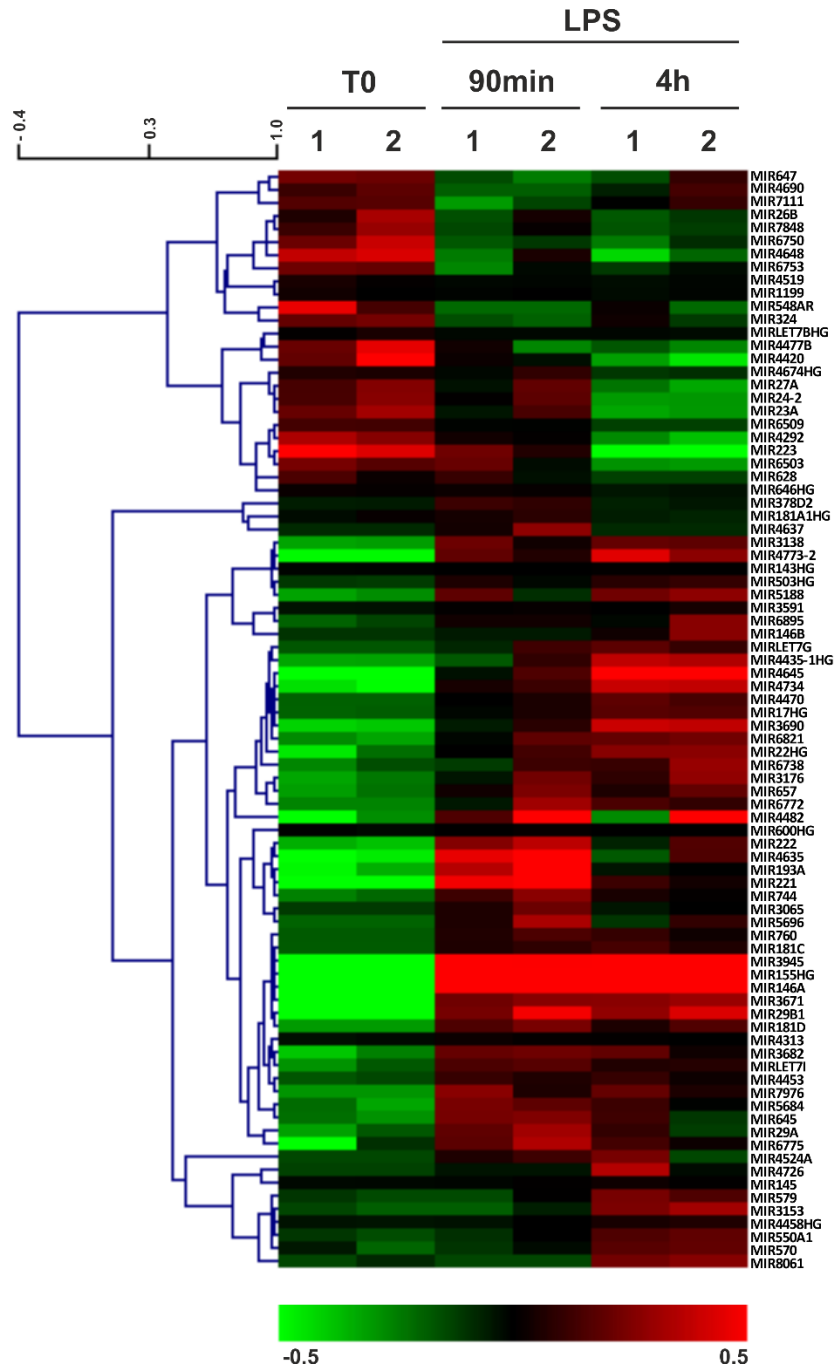 LPS
T0 90min 4h
- 0.4 0.3 1.0 1 2 1 2 1 2
MIR647
MIR4690
MIR7111
MIR26B
MIR7848
MIR6750
MIR4648
MIR6753
MIR4519
MIR1199
MIR548AR
MIR324
MIRLET7BHG
MIR4477B
MIR4420
MIR4674HG
MIR27A
MIR24-2
MIR23A
MIR6509
MIR4292
MIR223
MIR6503
MIR628
MIR646HG
MIR378D2
MIR181A1HG
MIR4637
MIR3138
MIR4773-2
MIR143HG
MIR503HG
MIR5188
MIR3591
MIR6895
MIR146B
MIRLET7G
MIR4435-1HG
MIR4645
MIR4734
MIR4470
MIR17HG
MIR3690
MIR6821
MIR22HG
MIR6738
MIR3176
MIR657
MIR6772
MIR4482
MIR600HG
MIR222
MIR4635
MIR193A
MIR221
MIR744
MIR3065
MIR5696
MIR760
MIR181C
MIR3945
MIR155HG
MIR146A
MIR3671
MIR29B1
MIR181D
MIR4313
MIR3682
MIRLET7I
MIR4453
MIR7976
MIR5684
MIR645
MIR29A
MIR6775
MIR4524A
MIR4726
MIR145
MIR579
MIR3153
MIR4458HG
MIR550A1
MIR570
MIR8061
-0.5 0.5